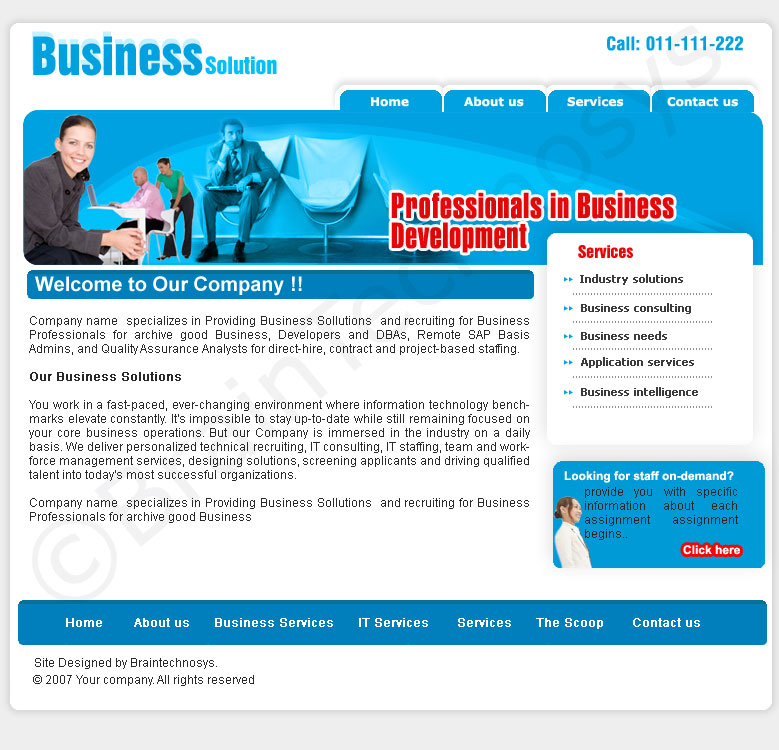 Business Solution
Call: 011-111-222
Home About us Services Contact us
Professionals in Business
Development
Welcome to Our Company !!
Company name specializes in Providing Business Sollutions and recruiting for Business
Professionals for archive good Business, Developers and DBAs, Remote SAP Basis
Admins, and Quality Assurance Analysts for direct-hire, contract and project-based staffing.
Our Business Solutions
You work in a fast-paced, ever-changing environment where information technology bench-
marks elevate constantly. It's impossible to stay up-to-date while still remaining focused on
your core business operations. But our Company is immersed in the industry on a daily
basis. We deliver personalized technical recruiting, IT consulting, IT staffing, team and work-
force management services, designing solutions, screening applicants and driving qualified
talent into today's most successful organizations.
Company name specializes in Providing Business Sollutions and recruiting for Business
Professionals for archive good Business
Services
Industry solutions
Business consulting
Business needs
Application services
Business intelligence
Looking for staff on-demand?
provide you with specific
information about each
assignment assignment
begins..
Click here
Home About us Business Services IT Services Services The Scoop Contact us
Site Designed by Braintechnosys.
© 2007 Your company. All rights reserved
©BrainTechnosys